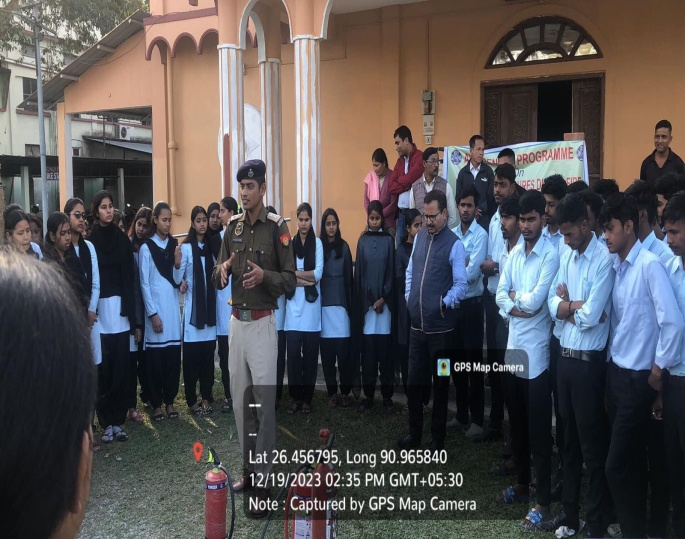 PROGRAMME
on
GPS Map Camera
--
--
Lat 26.456795, Long 90.965840
12/19/2023 02:35 PM GMT+05:30
Note : Captured by GPS Map Camera